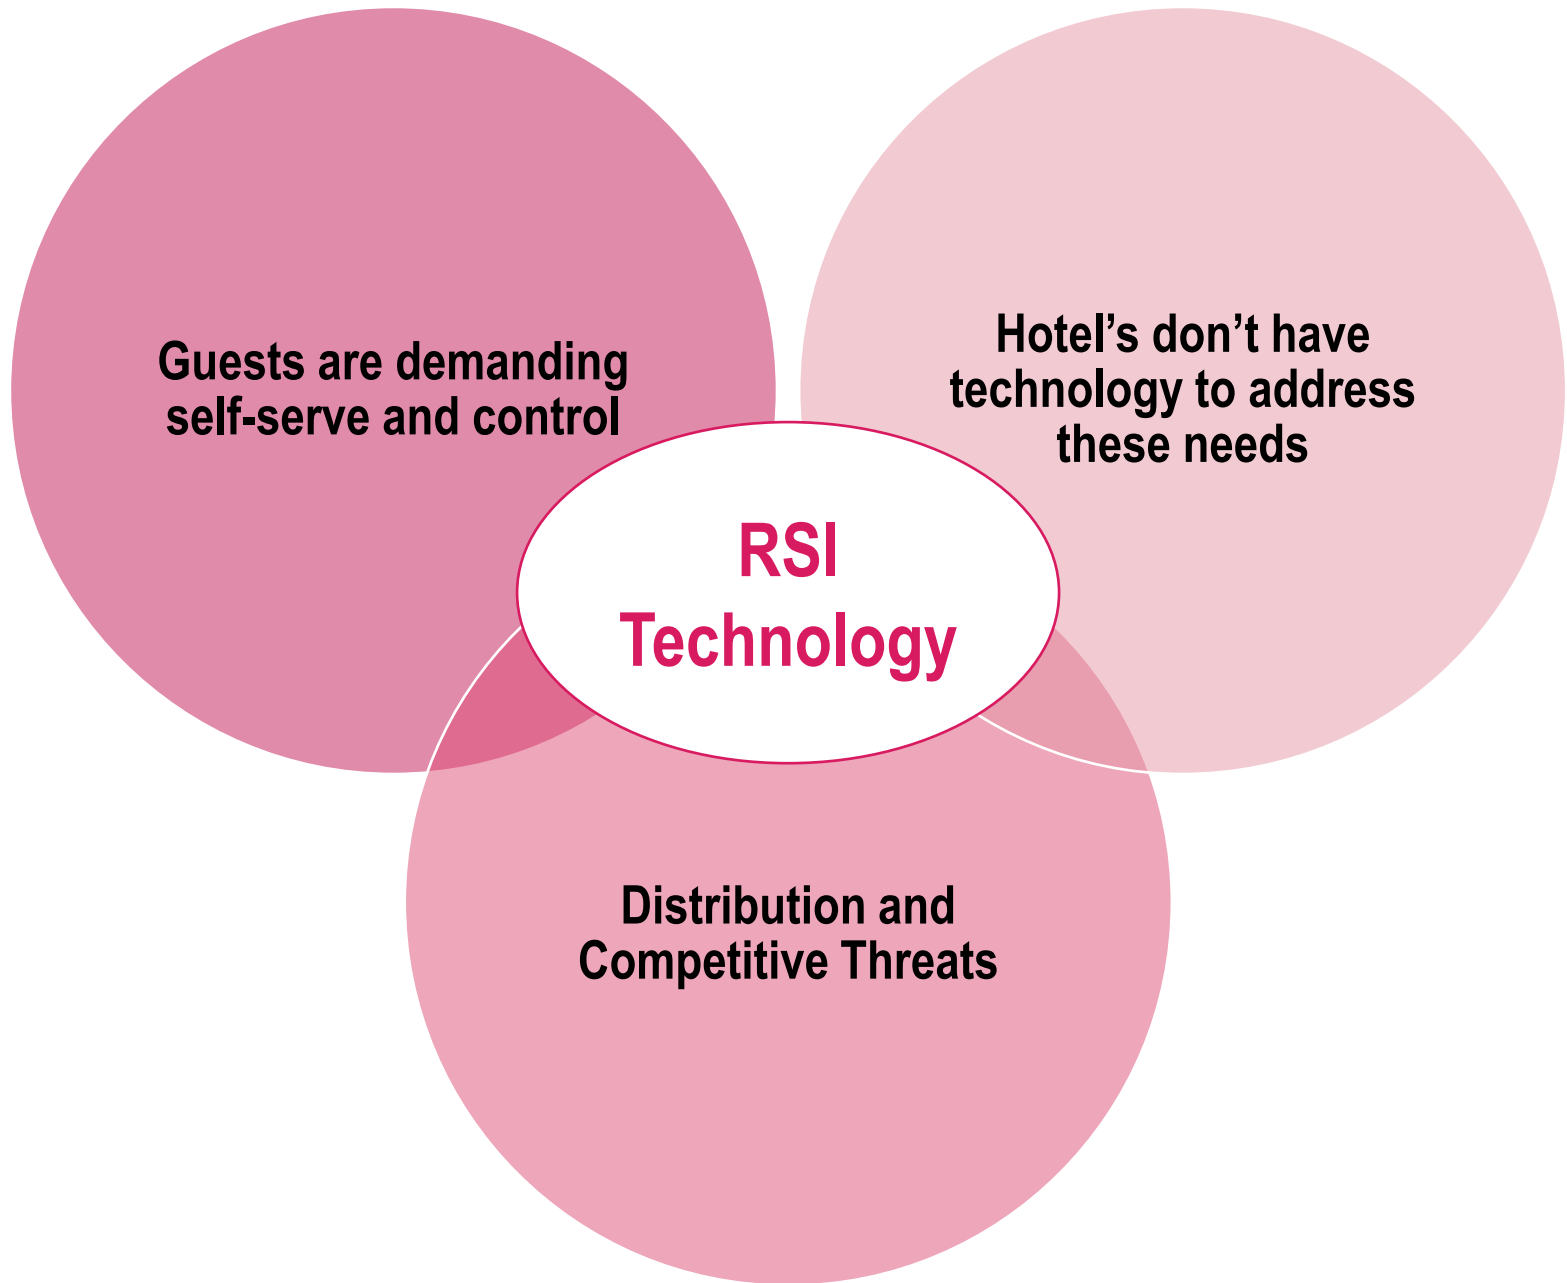 Guests are demanding
self-serve and control
Hotel’s don’t have
technology to address
these needs
RSI
Technology
Distribution and
Competitive Threats